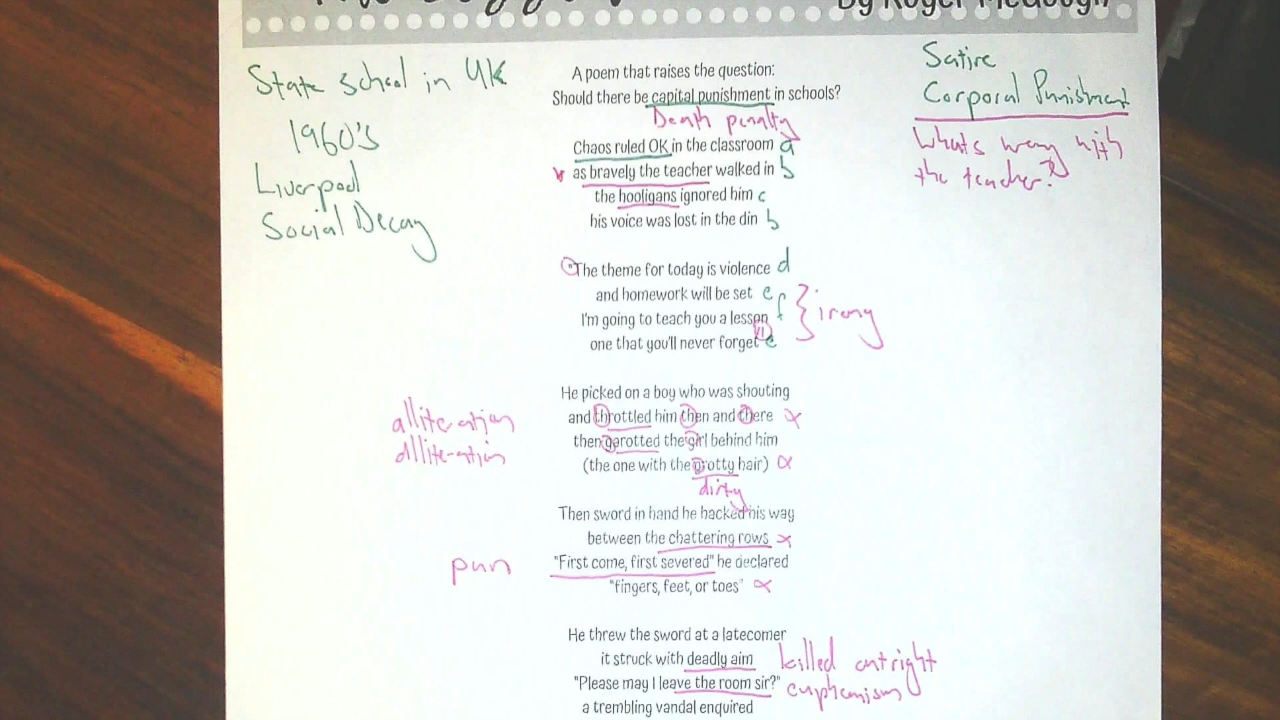 By Roger McGough
State school in UK
1960's
Liverpool
Social Decay
Satire
Corporal Punishment
Whats wrong with
the teacher?
A poem that raises the question:
Should there be capital punishment in schools?
Death penalty
Chaos ruled OK in the classroom a
as bravely the teacher walked in b
the hooligans ignored him c
his voice was lost in the din b
"The theme for today is violence d
and homework will be set e
I'm going to teach you a lesson f
one that you'll never forget" e
} irony
He picked on a boy who was shouting
alliteration
and throttled him then and there x
alliteration
then garotted the girl behind him
(the one with the grotty hair) x
dirty
Then sword in hand he hacked his way
between the chattering rows x
pun
"First come, first severed" he declared
"fingers, feet, or toes" x
He threw the sword at a latecomer
it struck with deadly aim killed outright
"Please may I leave the room sir?" euphemism
a trembling vandal enquired